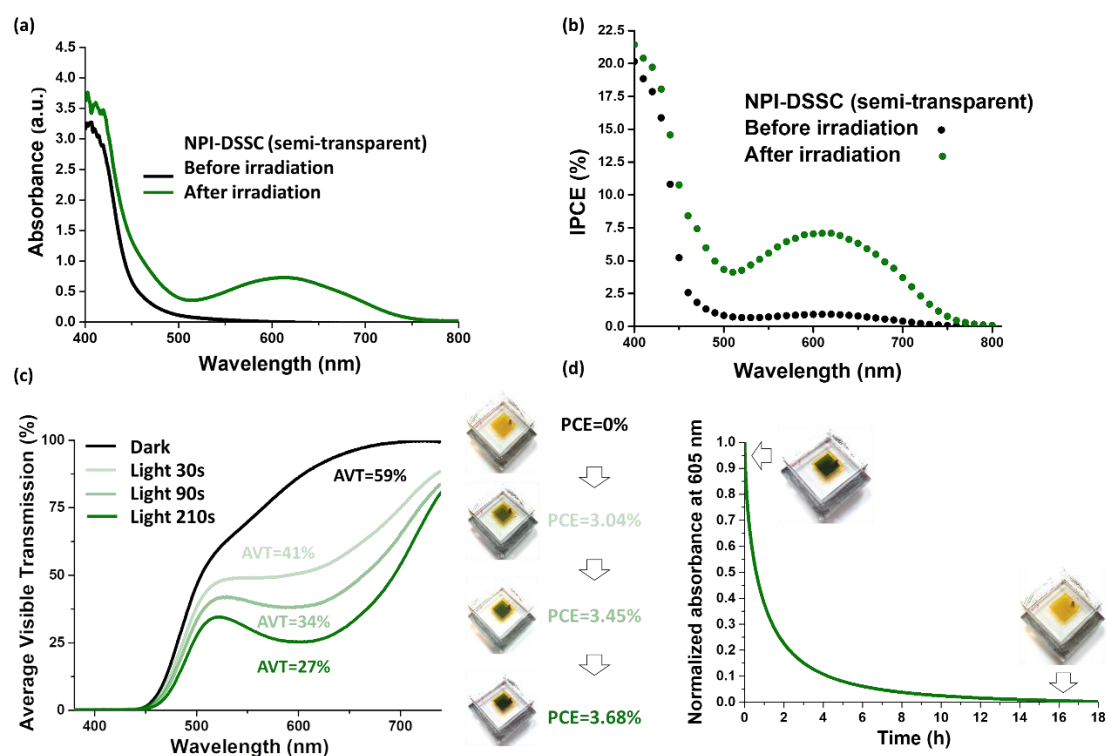 (a)
Absorbance (a.u.)
4.5
4.0
3.5
3.0
2.5
2.0
1.5
1.0
0.5
0.0
NPI-DSSC (semi-transparent)
Before irradiation
After irradiation
400 500 600 700 800
Wavelength (nm)
(b)
IPCE (%)
22.5
20.0
17.5
15.0
12.5
10.0
7.5
5.0
2.5
0.0
NPI-DSSC (semi-transparent)
Before irradiation
After irradiation
400 500 600 700 800
Wavelength (nm)
(c)
Average Visible Transmission (%)
100
75
50
25
0
Dark
Light 30s
Light 90s
Light 210s
AVT=59%
AVT=41%
AVT=34%
AVT=27%
400 500 600 700
Wavelength (nm)
PCE=0%
PCE=3.04%
PCE=3.45%
PCE=3.68%
(d)
Normalized absorbance at 605 nm
1.0
0.9
0.8
0.7
0.6
0.5
0.4
0.3
0.2
0.1
0.0
0 2 4 6 8 10 12 14 16 18
Time (h)